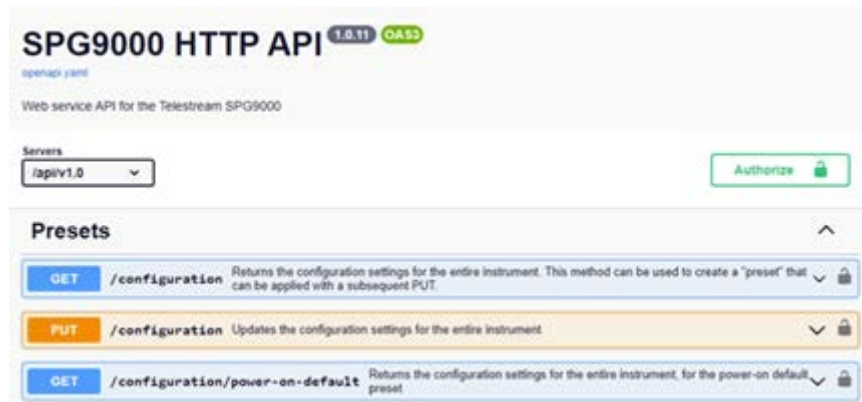 SPG9000 HTTP API 1.0.11 OAS3
openapi.yaml
Web service API for the Telestream SPG9000
Servers
/api/v1.0
Authorize
Presets
GET /configuration Returns the configuration settings for the entire instrument. This method can be used to create a "preset" that
can be applied with a subsequent PUT.
PUT /configuration Updates the configuration settings for the entire instrument
GET /configuration/power-on-default Returns the configuration settings for the entire instrument, for the power-on default
preset